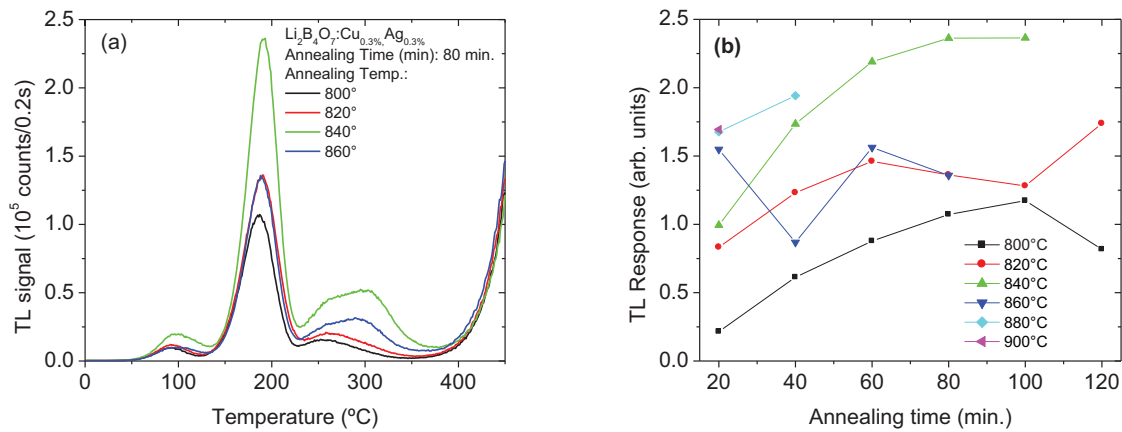 (a)
Li₂B₄O₇:Cu₀.₃%,Ag₀.₃%
Annealing Time (min): 80 min.
Annealing Temp.:
800°
820°
840°
860°
2.5
2.0
1.5
1.0
0.5
0.0
TL signal (10⁵ counts/0.2s)
0
100
200
300
400
Temperature (ºC)
(b)
2.5
2.0
1.5
1.0
0.5
0.0
TL Response (arb. units)
800°C
820°C
840°C
860°C
880°C
900°C
20
40
60
80
100
120
Annealing time (min.)